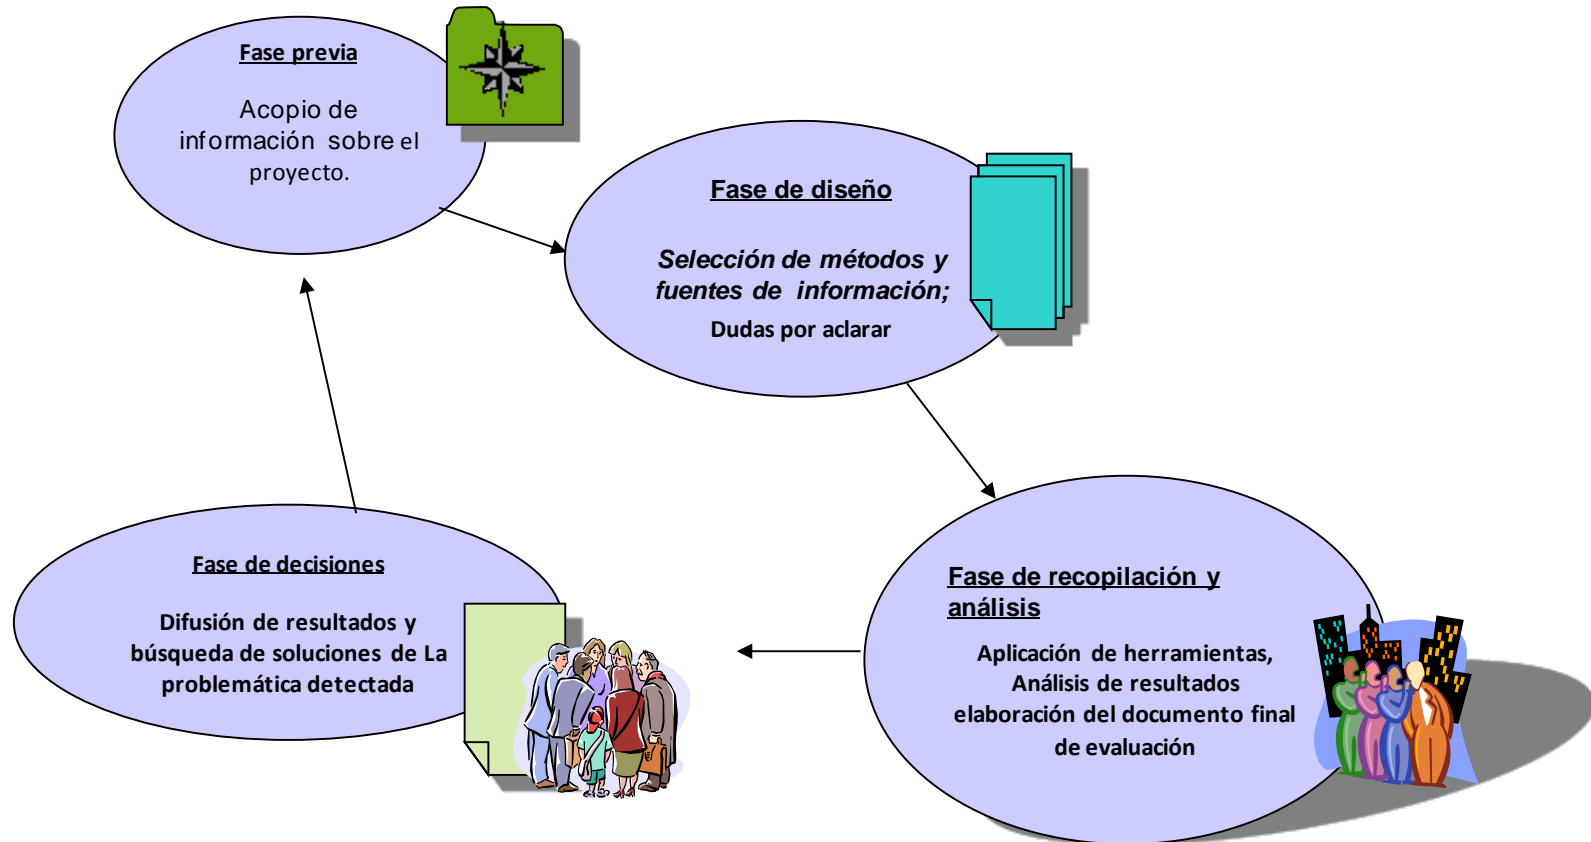 Fase previa
Acopio de
información sobre el
proyecto.
Fase de diseño
Selección de métodos y
fuentes de información;
Dudas por aclarar
Fase de recopilación y
análisis
Aplicación de herramientas,
Análisis de resultados
elaboración del documento final
de evaluación
Fase de decisiones
Difusión de resultados y
búsqueda de soluciones de La
problemática detectada